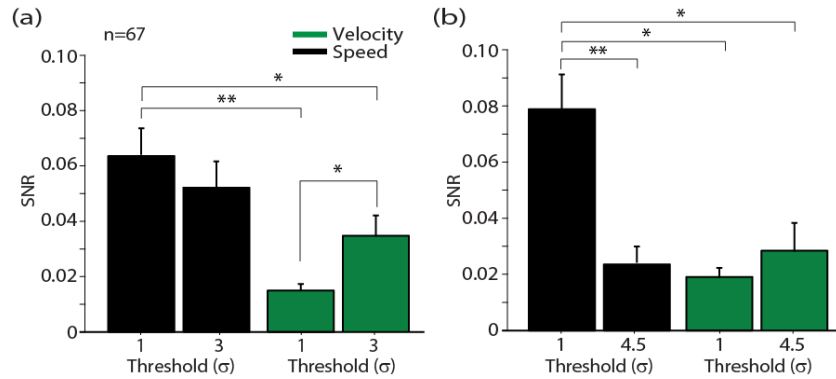 (a)
n=67
Velocity
Speed
*
**
*
0.10
0.08
0.06
0.04
0.02
0
SNR
1
3
1
3
Threshold (σ)
Threshold (σ)
(b)
*
*
**
0.10
0.08
0.06
0.04
0.02
0
SNR
1
4.5
1
4.5
Threshold (σ)
Threshold (σ)